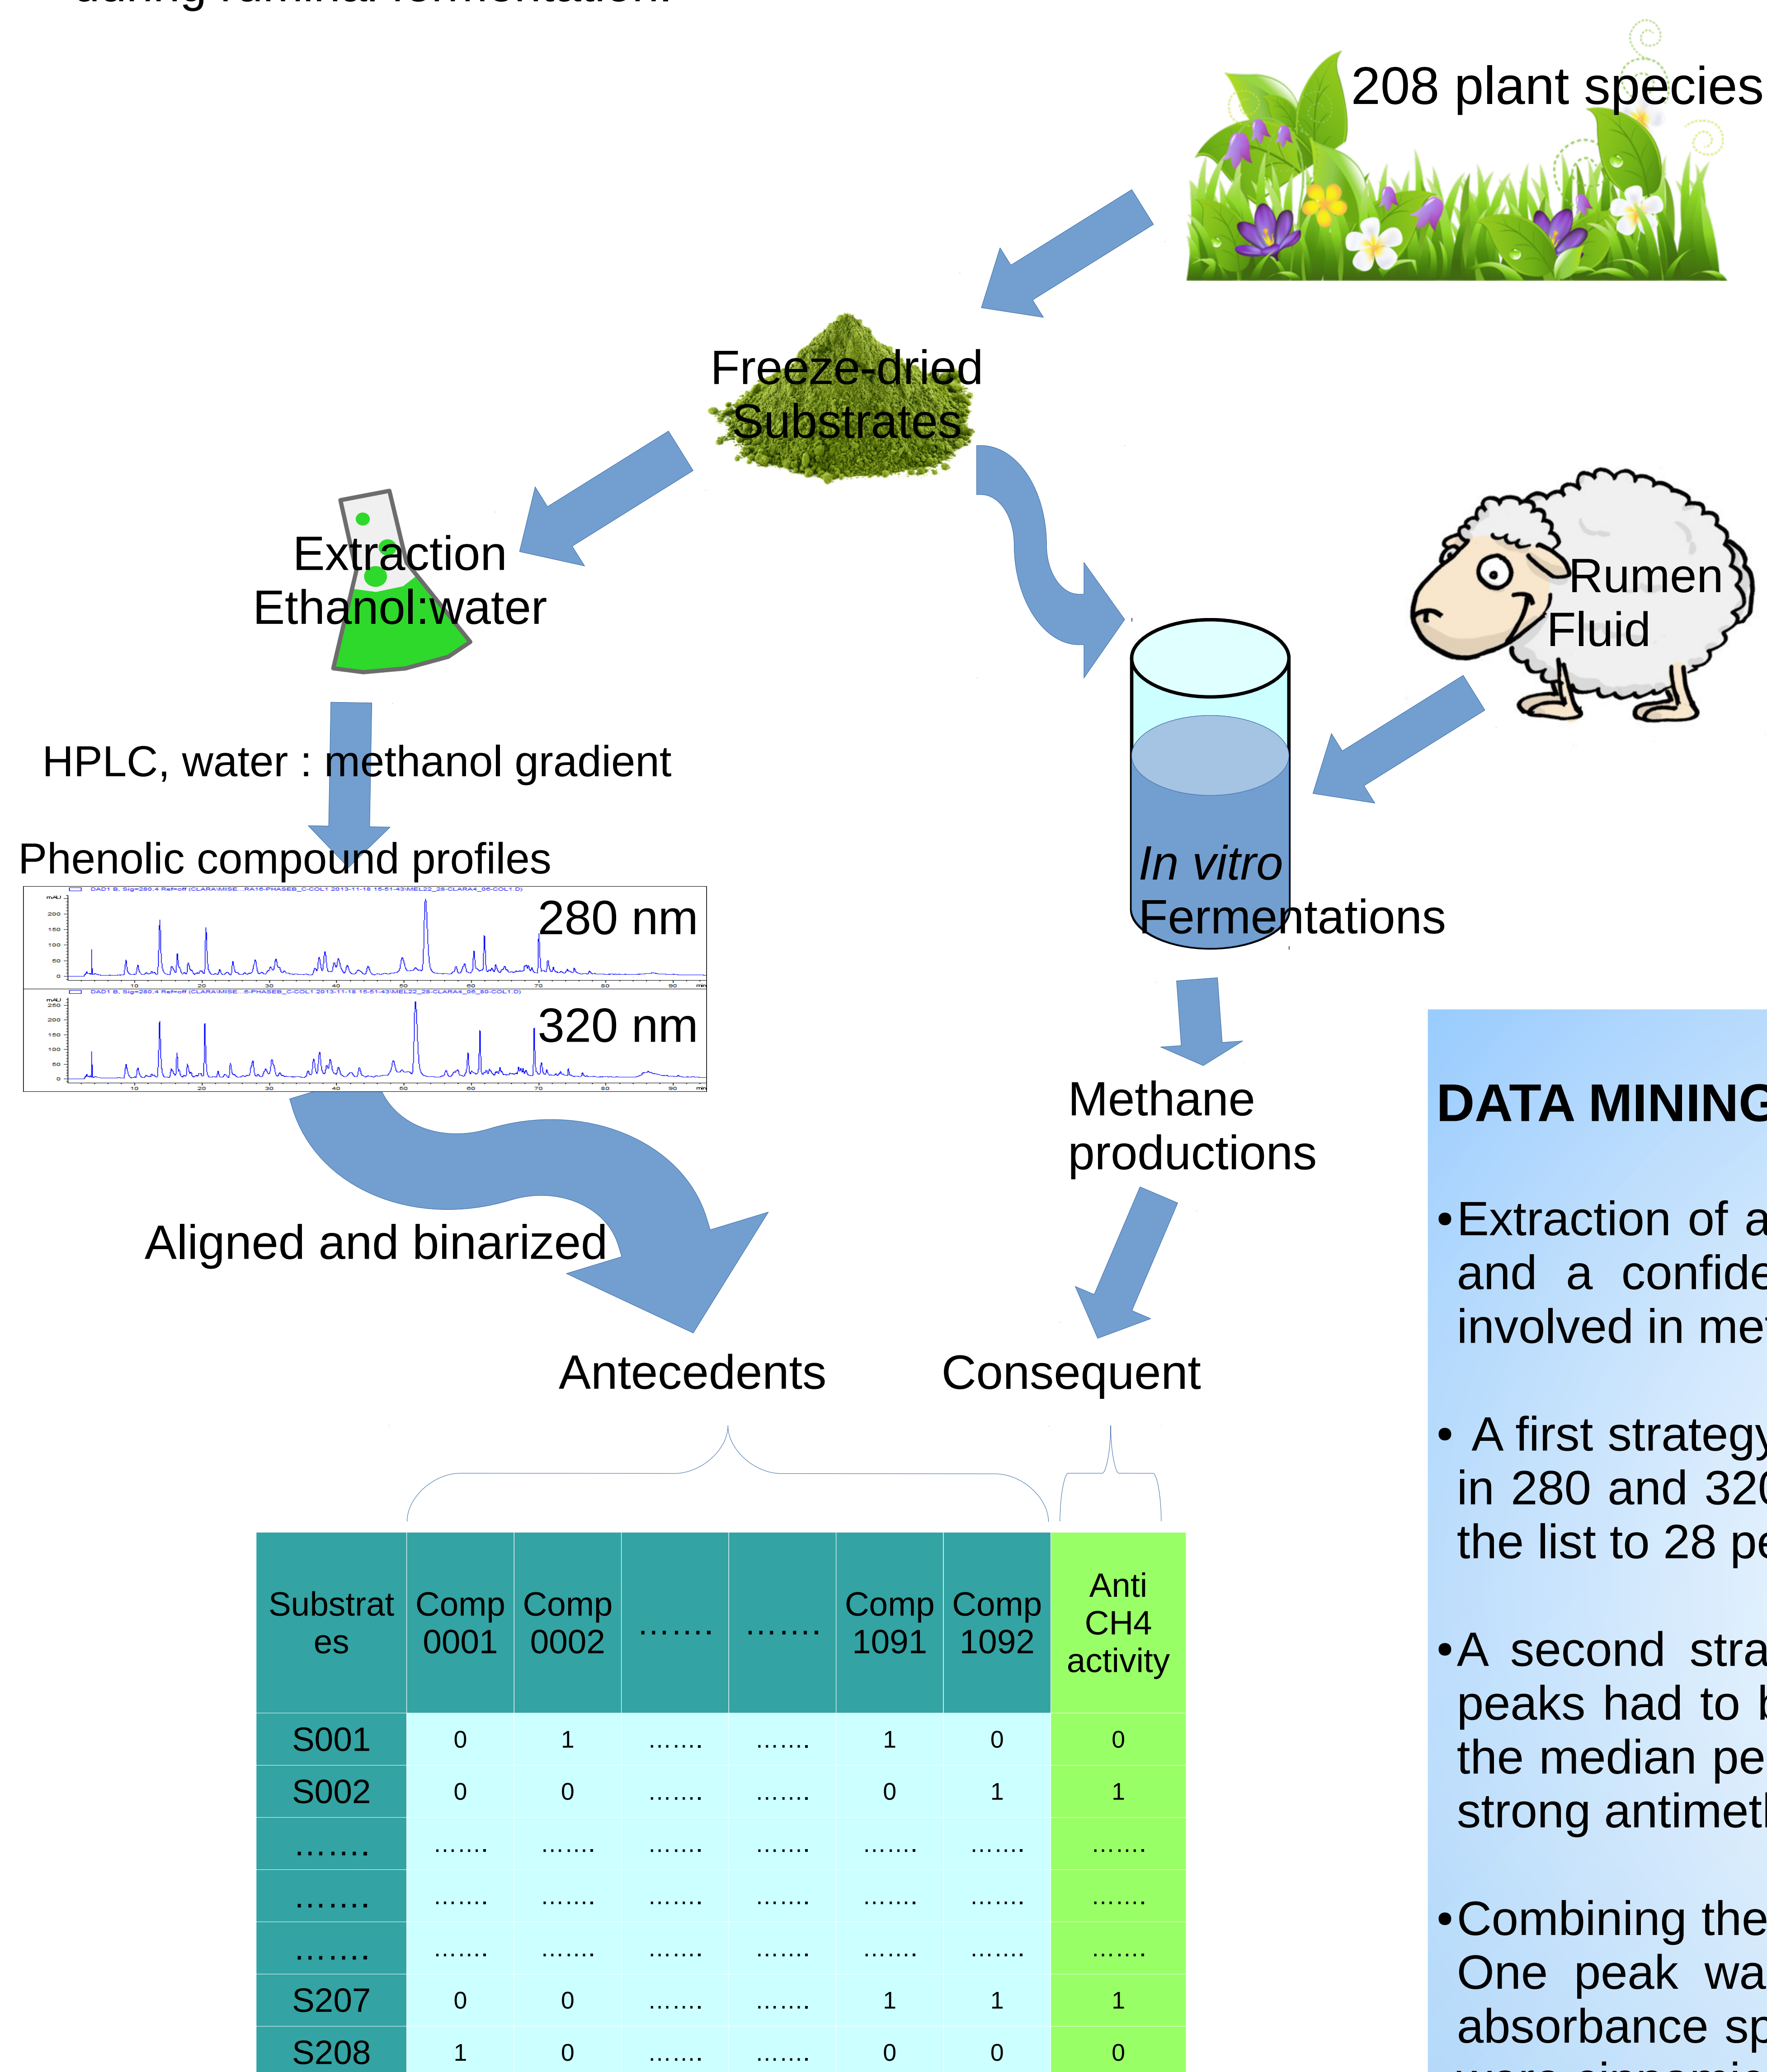 during ruminal fermentation.
208 plant species
Freeze-dried
Substrates
Extraction
Ethanol:water
Rumen
Fluid
HPLC, water : methanol gradient
Phenolic compound profiles
280 nm
320 nm
In vitro
Fermentations
Methane
productions
Aligned and binarized
Antecedents Consequent
Substrat
es
Comp
0001
Comp
0002
.......
.......
Comp
1091
Comp
1092
Anti
CH4
activity
S001 0 1 ....... ....... 1 0 0
S002 0 0 ....... ....... 0 1 1
....... ....... ....... ....... ....... ....... ....... .......
....... ....... ....... ....... ....... ....... ....... .......
....... ....... ....... ....... ....... ....... ....... .......
S207 0 0 ....... ....... 1 1 1
S208 1 0 ....... ....... 0 0 0
DATA MINING
•Extraction of a
and a confide
involved in me
• A first strategy
in 280 and 320
the list to 28 pe
•A second stra
peaks had to b
the median pe
strong antimeth
•Combining the
One peak wa
absorbance sp